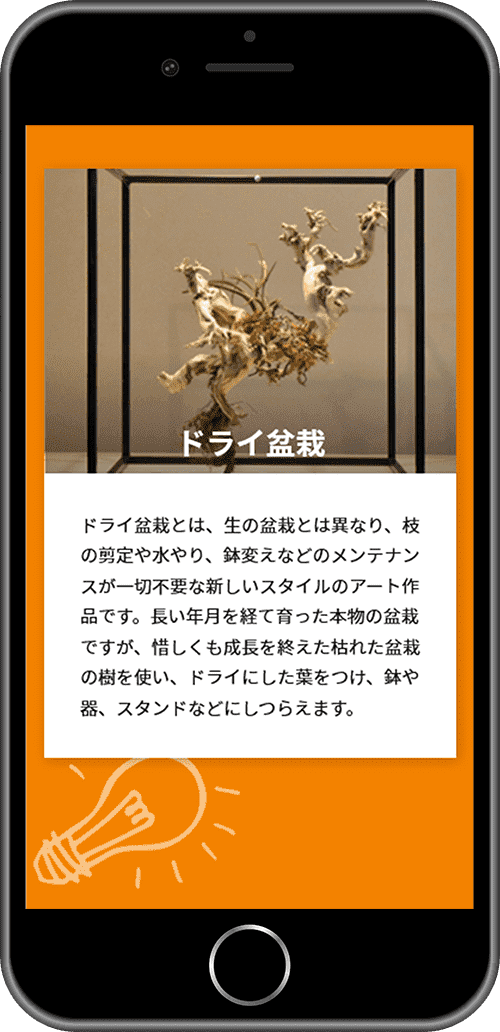 ドライ盆栽
ドライ盆栽とは、生の盆栽とは異なり、枝
の剪定や水やり、鉢変えなどのメンテナン
スが一切不要な新しいスタイルのアート作
品です。長い年月を経て育った本物の盆栽
ですが、惜しくも成長を終えた枯れた盆栽
の樹を使い、ドライにした葉をつけ、鉢や
器、スタンドなどにしつらえます。